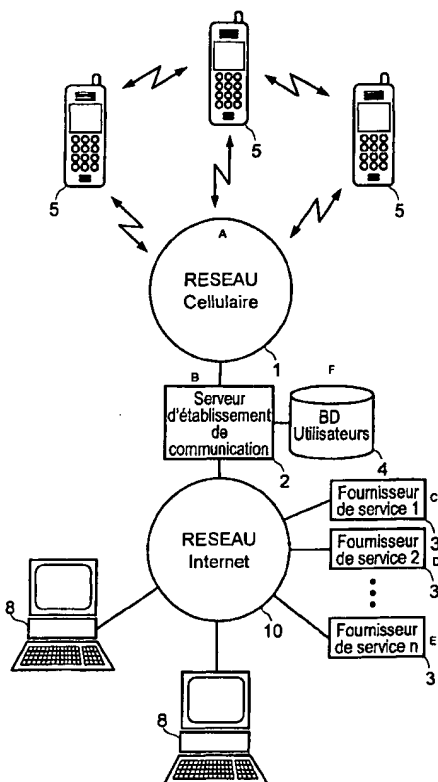 5
5
5
A
RESEAU
Cellulaire
1
B
F
Serveur
d'établissement
de
communication
2
BD
Utilisateurs
4
RESEAU
Internet
10
Fournisseur
de service 1
C
3
Fournisseur
de service 2
D
3
Fournisseur
de service n
E
3
8
8